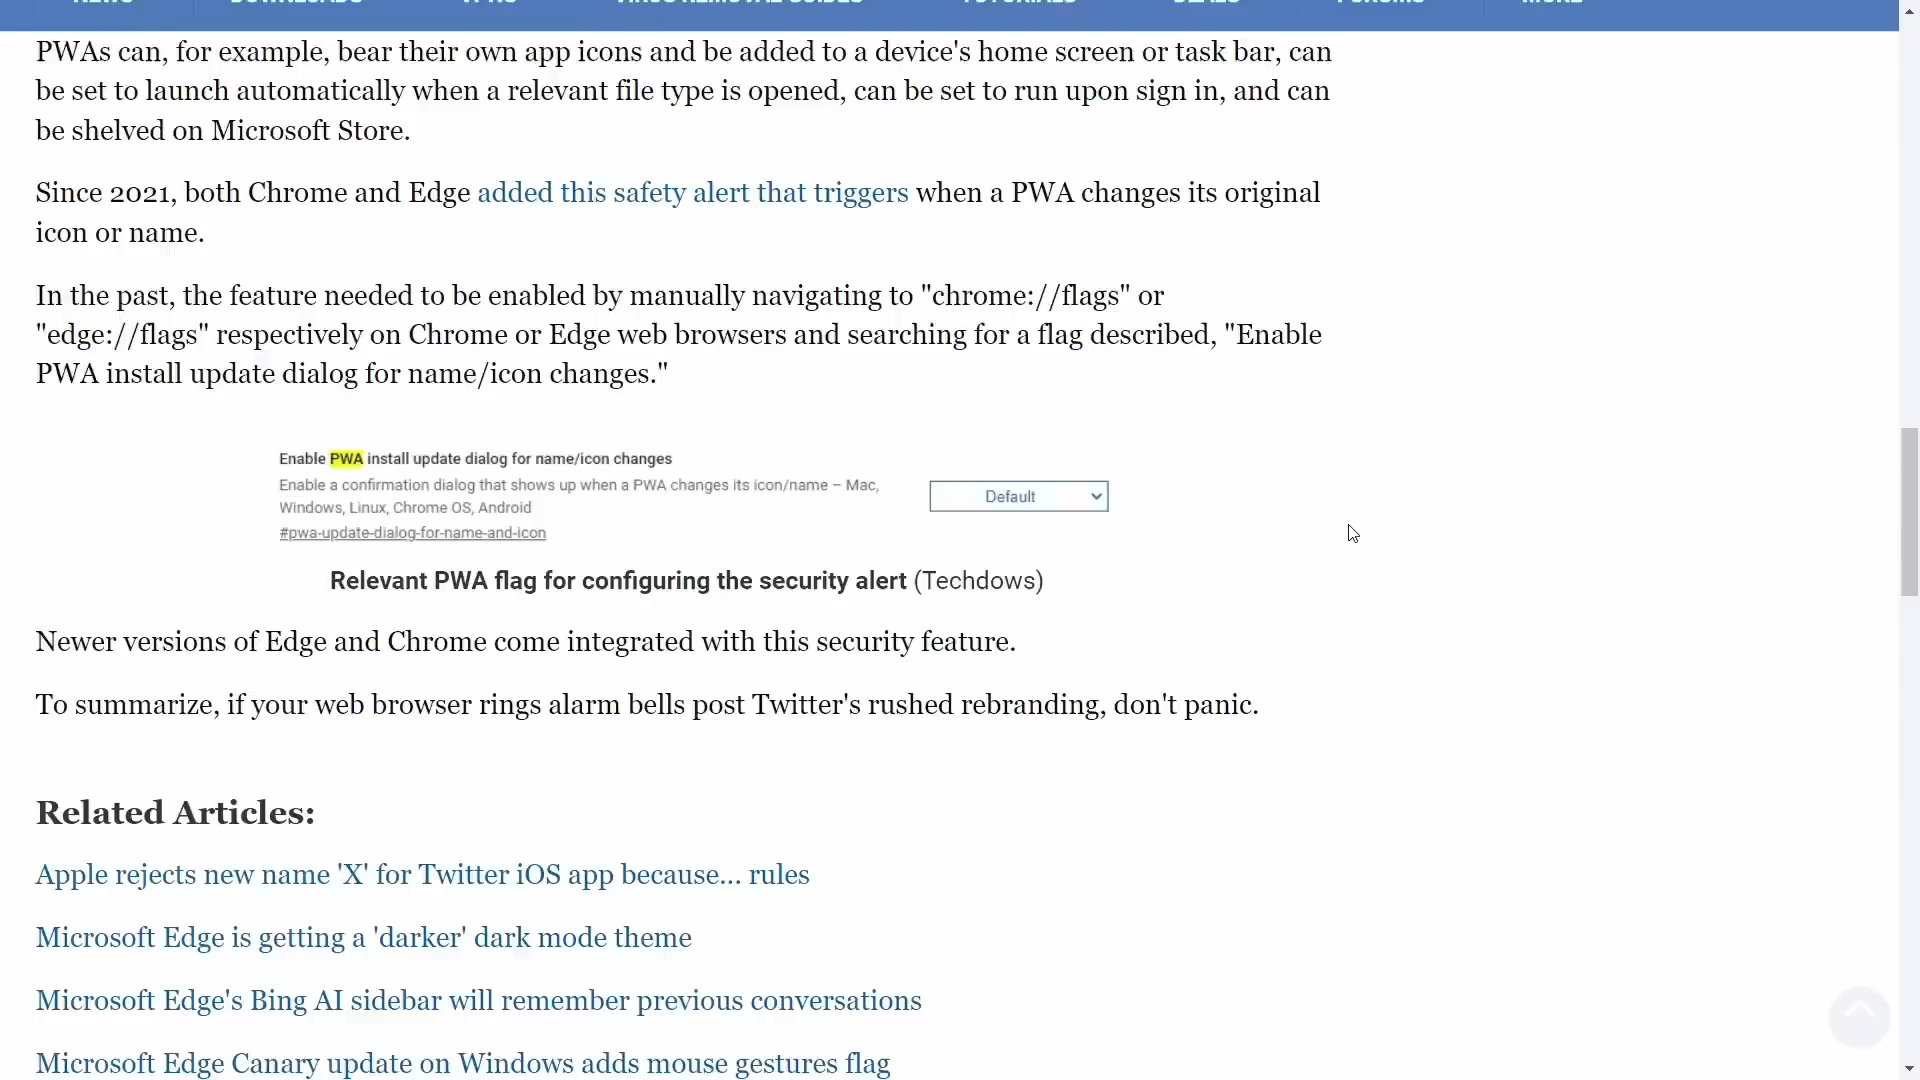 NEWS DOWNLOADS VPNS VIRUS REMOVAL GUIDES TUTORIALS DEALS FORUMS MORE
PWAs can, for example, bear their own app icons and be added to a device's home screen or task bar, can
be set to launch automatically when a relevant file type is opened, can be set to run upon sign in, and can
be shelved on Microsoft Store.
Since 2021, both Chrome and Edge added this safety alert that triggers when a PWA changes its original
icon or name.
In the past, the feature needed to be enabled by manually navigating to "chrome://flags" or
"edge://flags" respectively on Chrome or Edge web browsers and searching for a flag described, "Enable
PWA install update dialog for name/icon changes."
Enable PWA install update dialog for name/icon changes
Enable a confirmation dialog that shows up when a PWA changes its icon/name – Mac,
Windows, Linux, Chrome OS, Android
#pwa-update-dialog-for-name-and-icon
Default
Relevant PWA flag for configuring the security alert (Techdows)
Newer versions of Edge and Chrome come integrated with this security feature.
To summarize, if your web browser rings alarm bells post Twitter's rushed rebranding, don't panic.
Related Articles:
Apple rejects new name 'X' for Twitter iOS app because... rules
Microsoft Edge is getting a 'darker' dark mode theme
Microsoft Edge's Bing AI sidebar will remember previous conversations
Microsoft Edge Canary update on Windows adds mouse gestures flag